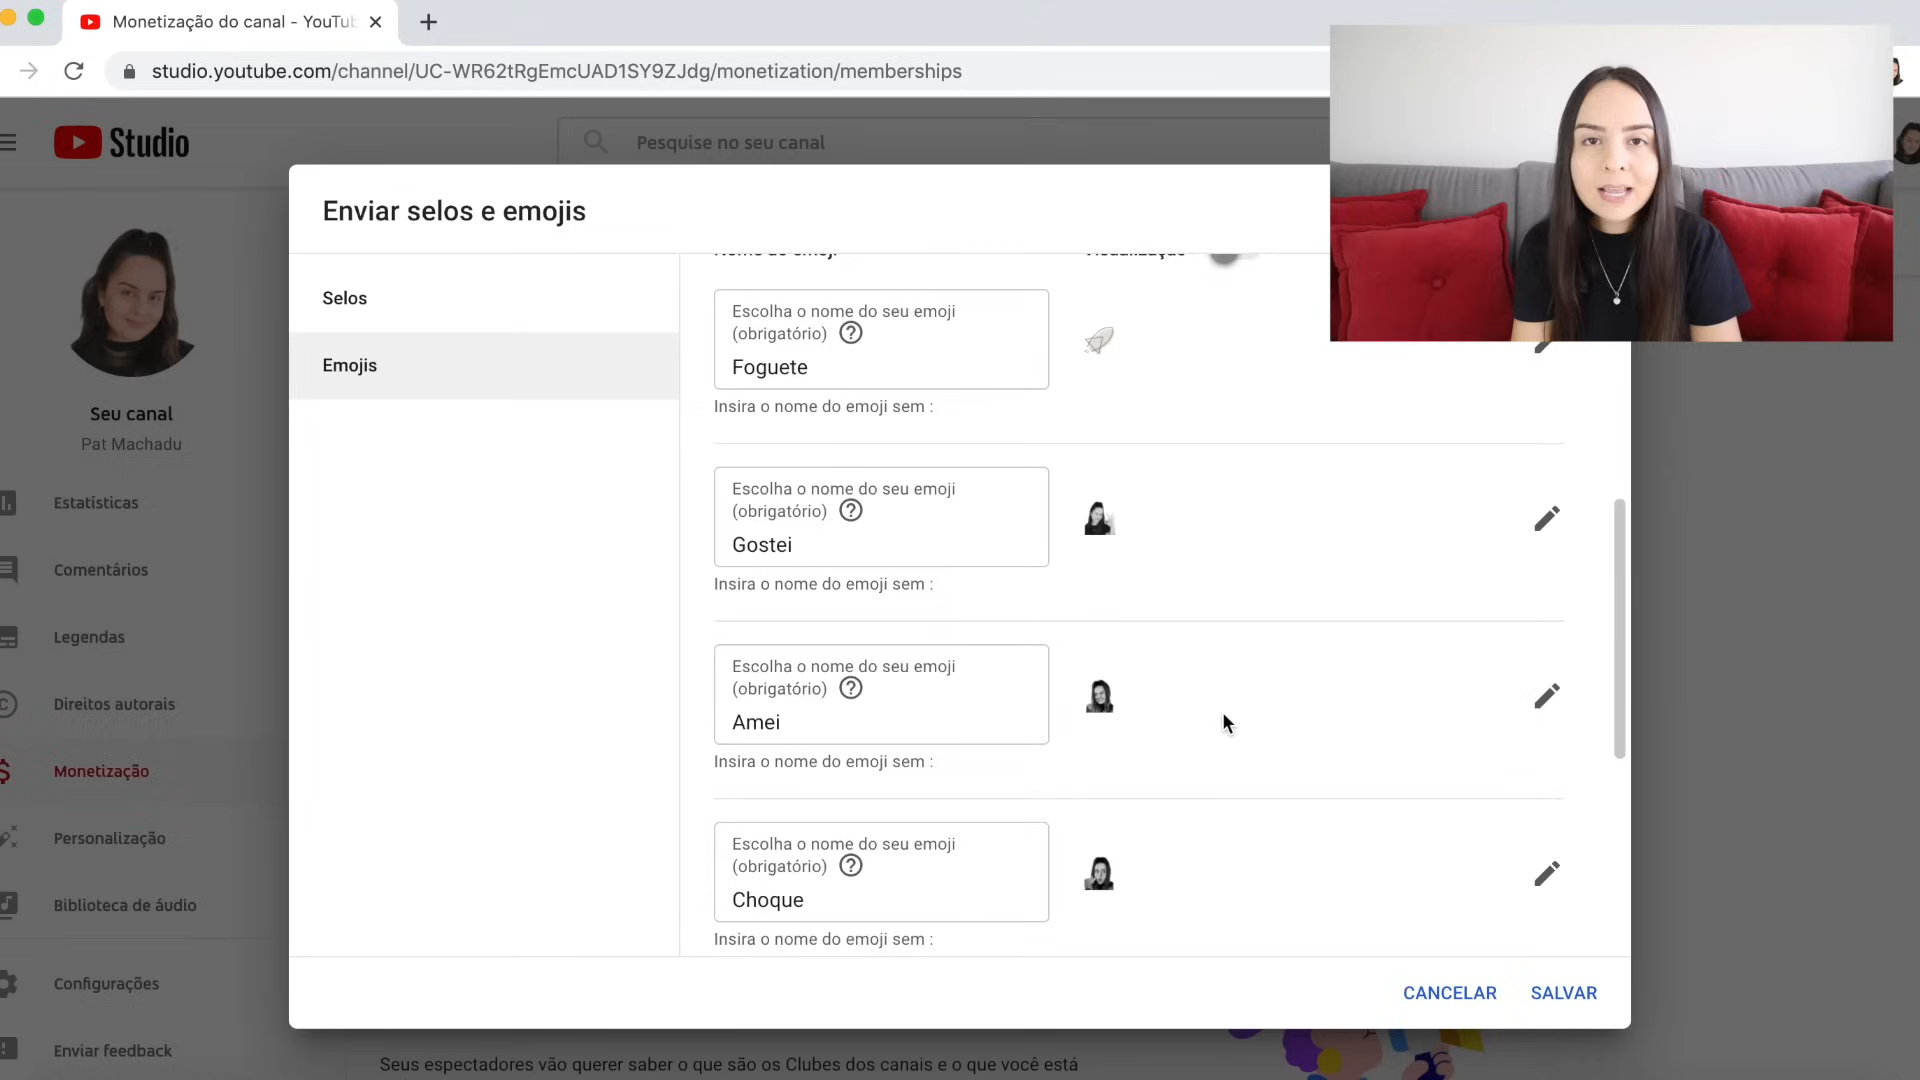 Monetização do canal - YouTub
studio.youtube.com/channel/UC-WR62tRgEmcUAD1SY9ZJdg/monetization/memberships
Studio
Pesquise no seu canal
Seu canal
Pat Machadu
Estatísticas
Comentários
Legendas
Direitos autorais
Monetização
Personalização
Biblioteca de áudio
Configurações
Enviar feedback
Enviar selos e emojis
Selos
Emojis
Nome do emoji
Visualização
Escolha o nome do seu emoji
(obrigatório)
Foguete
Insira o nome do emoji sem :
Escolha o nome do seu emoji
(obrigatório)
Gostei
Insira o nome do emoji sem :
Escolha o nome do seu emoji
(obrigatório)
Amei
Insira o nome do emoji sem :
Escolha o nome do seu emoji
(obrigatório)
Choque
Insira o nome do emoji sem :
CANCELAR SALVAR
Seus espectadores vão querer saber o que são os Clubes dos canais e o que você está